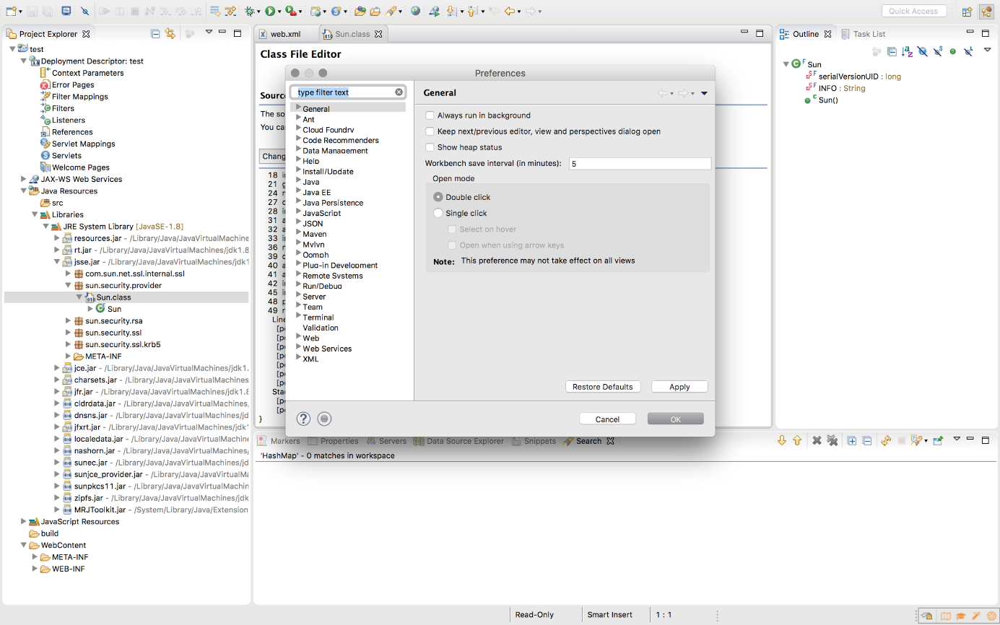 Quick Access
Project Explorer
test
Deployment Descriptor: test
Context Parameters
Error Pages
Filter Mappings
Filters
Listeners
References
Servlet Mappings
Servlets
Welcome Pages
JAX-WS Web Services
Java Resources
src
Libraries
JRE System Library [JavaSE-1.8]
resources.jar - /Library/Java/JavaVirtualMachine
rt.jar - /Library/Java/JavaVirtualMachines/jdk1.8
jsse.jar - /Library/Java/JavaVirtualMachines/jdk1
com.sun.net.ssl.internal.ssl
sun.security.provider
Sun.class
Sun
sun.security.rsa
sun.security.ssl
sun.security.ssl.krb5
META-INF
jce.jar - /Library/Java/JavaVirtualMachines/jdk1.
charsets.jar - /Library/Java/JavaVirtualMachines
jfr.jar - /Library/Java/JavaVirtualMachines/jdk1.8
cldrdata.jar - /Library/Java/JavaVirtualMachines,
dnsns.jar - /Library/Java/JavaVirtualMachines/jd
jfxrt.jar - /Library/Java/JavaVirtualMachines/jdk1
localedata.jar - /Library/Java/JavaVirtualMachine
nashorn.jar - /Library/Java/JavaVirtualMachines/
sunec.jar - /Library/Java/JavaVirtualMachines/jd
sunjce_provider.jar - /Library/Java/JavaVirtualMa
sunpkcs11.jar - /Library/Java/JavaVirtualMachin
zipfs.jar - /Library/Java/JavaVirtualMachines/jdk
MRJToolkit.jar - /System/Library/Java/Extension
JavaScript Resources
build
WebContent
META-INF
WEB-INF
web.xml
Sun.class
Class File Editor
Sourc
The so
You ca
Chang
18 in
21 g
24 n
27
28 in
31 a
32 a
33 in
36 n
39
40 a
41 a
42 in
45 in
48 p
49 r
Line
[pc
[pc
[pc
[pc
[pc
[pc
[pc
Stac
[pc
[pc
}
Preferences
type filter text
General
Ant
Cloud Foundry
Code Recommenders
Data Management
Help
Install/Update
Java
Java EE
Java Persistence
JavaScript
JSON
Maven
Mylyn
Oomph
Plug-in Development
Remote Systems
Run/Debug
Server
Team
Terminal
Validation
Web
Web Services
XML
General
Always run in background
Keep next/previous editor, view and perspectives dialog open
Show heap status
Workbench save interval (in minutes): 5
Open mode
Double click
Single click
Select on hover
Open when using arrow keys
Note: This preference may not take effect on all views
Restore Defaults Apply
Cancel OK
Outline Task List
Sun
serialVersionUID : long
INFO : String
Sun()
Markers Properties Servers Data Source Explorer Snippets Search
'HashMap' - 0 matches in workspace
Read-Only Smart Insert 1 : 1